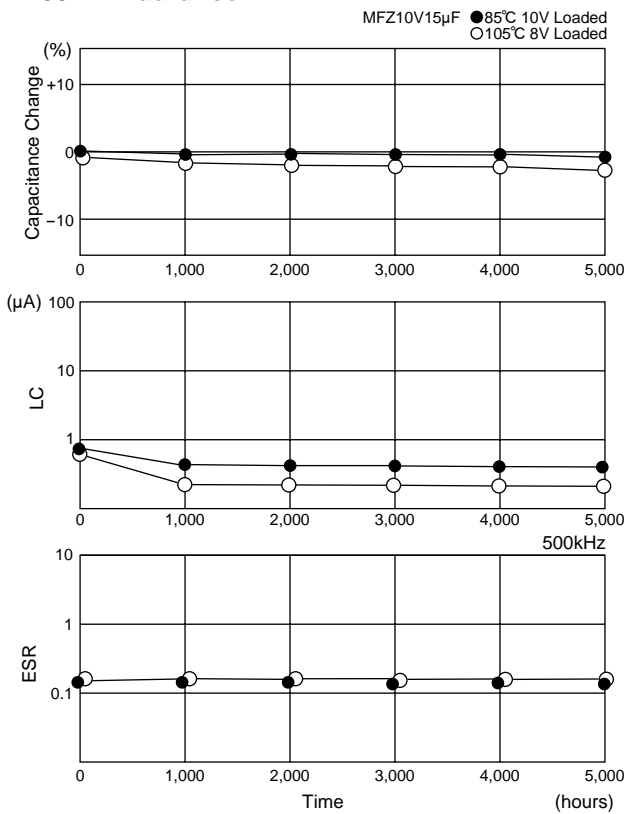 MFZ10V15µF ●85℃ 10V Loaded
○105℃ 8V Loaded
(%)
+10
0
−10
Capacitance Change
0 1,000 2,000 3,000 4,000 5,000
(µA)
100
10
1
LC
0 1,000 2,000 3,000 4,000 5,000
500kHz
10
1
0.1
ESR
0 1,000 2,000 3,000 4,000 5,000
Time (hours)